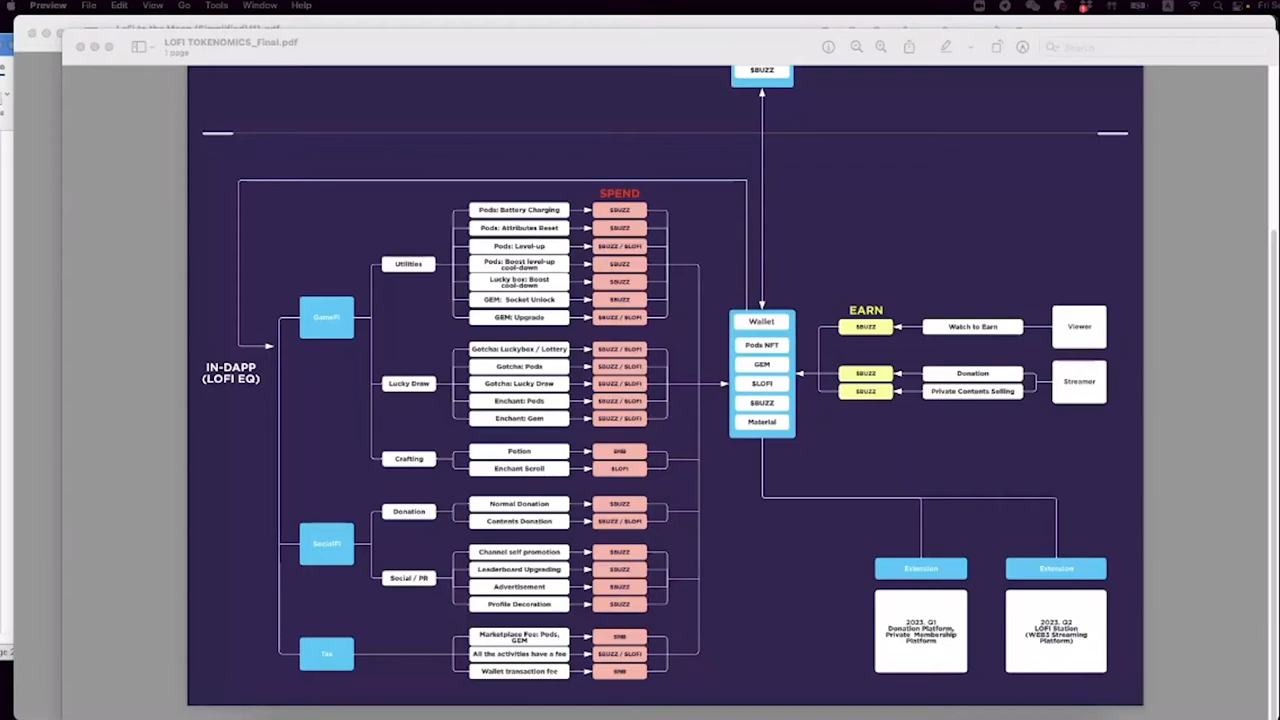 Preview File Edit View Go Tools Window Help
LOFI TOKENOMICS_Final.pdf
1 page
Search
$BUZZ
SPEND
Pods: Battery Charging $BUZZ
Pods: Attributes Reset $BUZZ
Pods: Level-up $BUZZ / $LOFI
Utilities
Pods: Boost level-up
cool-down
$BUZZ
Lucky box: Boost
cool-down
$BUZZ
GEM: Socket Unlock $BUZZ
GEM: Upgrade $BUZZ / $LOFI
GameFi
Gotcha: Luckybox / Lottery $BUZZ / $LOFI
Gotcha: Pods $BUZZ / $LOFI
Lucky Draw
Gotcha: Lucky Draw $BUZZ / $LOFI
Enchant: Pods $BUZZ / $LOFI
Enchant: Gem $BUZZ / $LOFI
IN-DAPP
(LOFI EQ)
Crafting
Potion
Enchant Scroll $LOFI
Donation
Normal Donation $BUZZ
Contents Donation $BUZZ / $LOFI
SocialFi
Social / PR
Channel self promotion $BUZZ
Leaderboard Upgrading $BUZZ
Advertisement $BUZZ
Profile Decoration $BUZZ
Tax
Marketplace Fee: Pods,
GEM
All the activities have a fee $BUZZ / $LOFI
Wallet transaction fee
Wallet
Pods NFT
GEM
$LOFI
$BUZZ
Material
EARN
$BUZZ Watch to Earn Viewer
$BUZZ Donation
Streamer
$BUZZ Private Contents Selling
Extension
2023. Q1
Donation Platform,
Private Membership
Platform
Extension
2023. Q2
LOFI Station
(WEB3 Streaming
Platform)